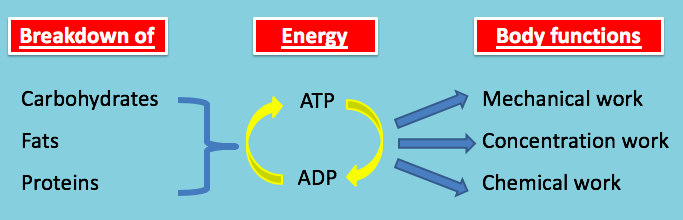 Breakdown of
Energy
Body functions
Carbohydrates
Fats
Proteins
ATP
ADP
Mechanical work
Concentration work
Chemical work